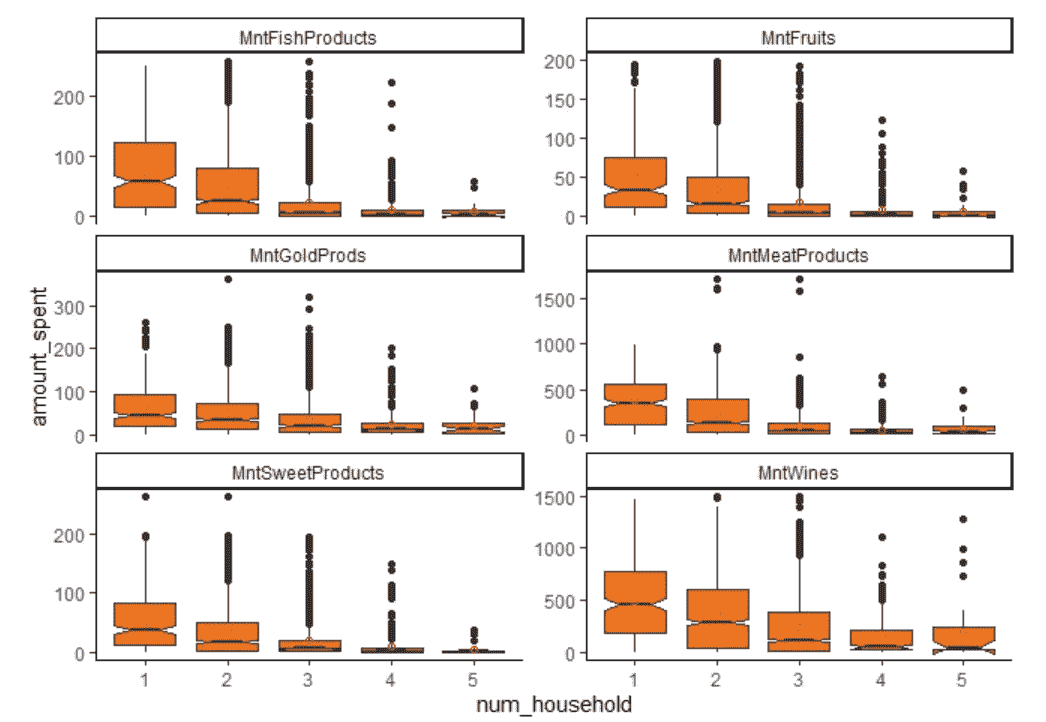 MntFishProducts
MntFruits
200
100
0
200
150
100
50
0
MntGoldProds
MntMeatProducts
300
200
100
0
1500
1000
500
0
MntSweetProducts
MntWines
200
100
0
1500
1000
500
0
1 2 3 4 5
1 2 3 4 5
amount_spent
num_household